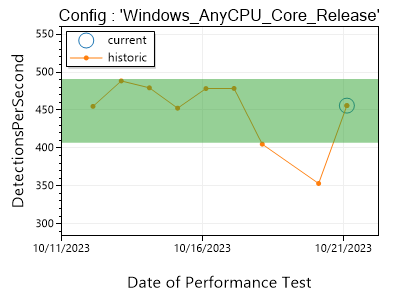 Config : 'Windows_AnyCPU_Core_Release'
current
historic
DetectionsPerSecond
550
500
450
400
350
300
10/11/2023
10/16/2023
10/21/2023
Date of Performance Test